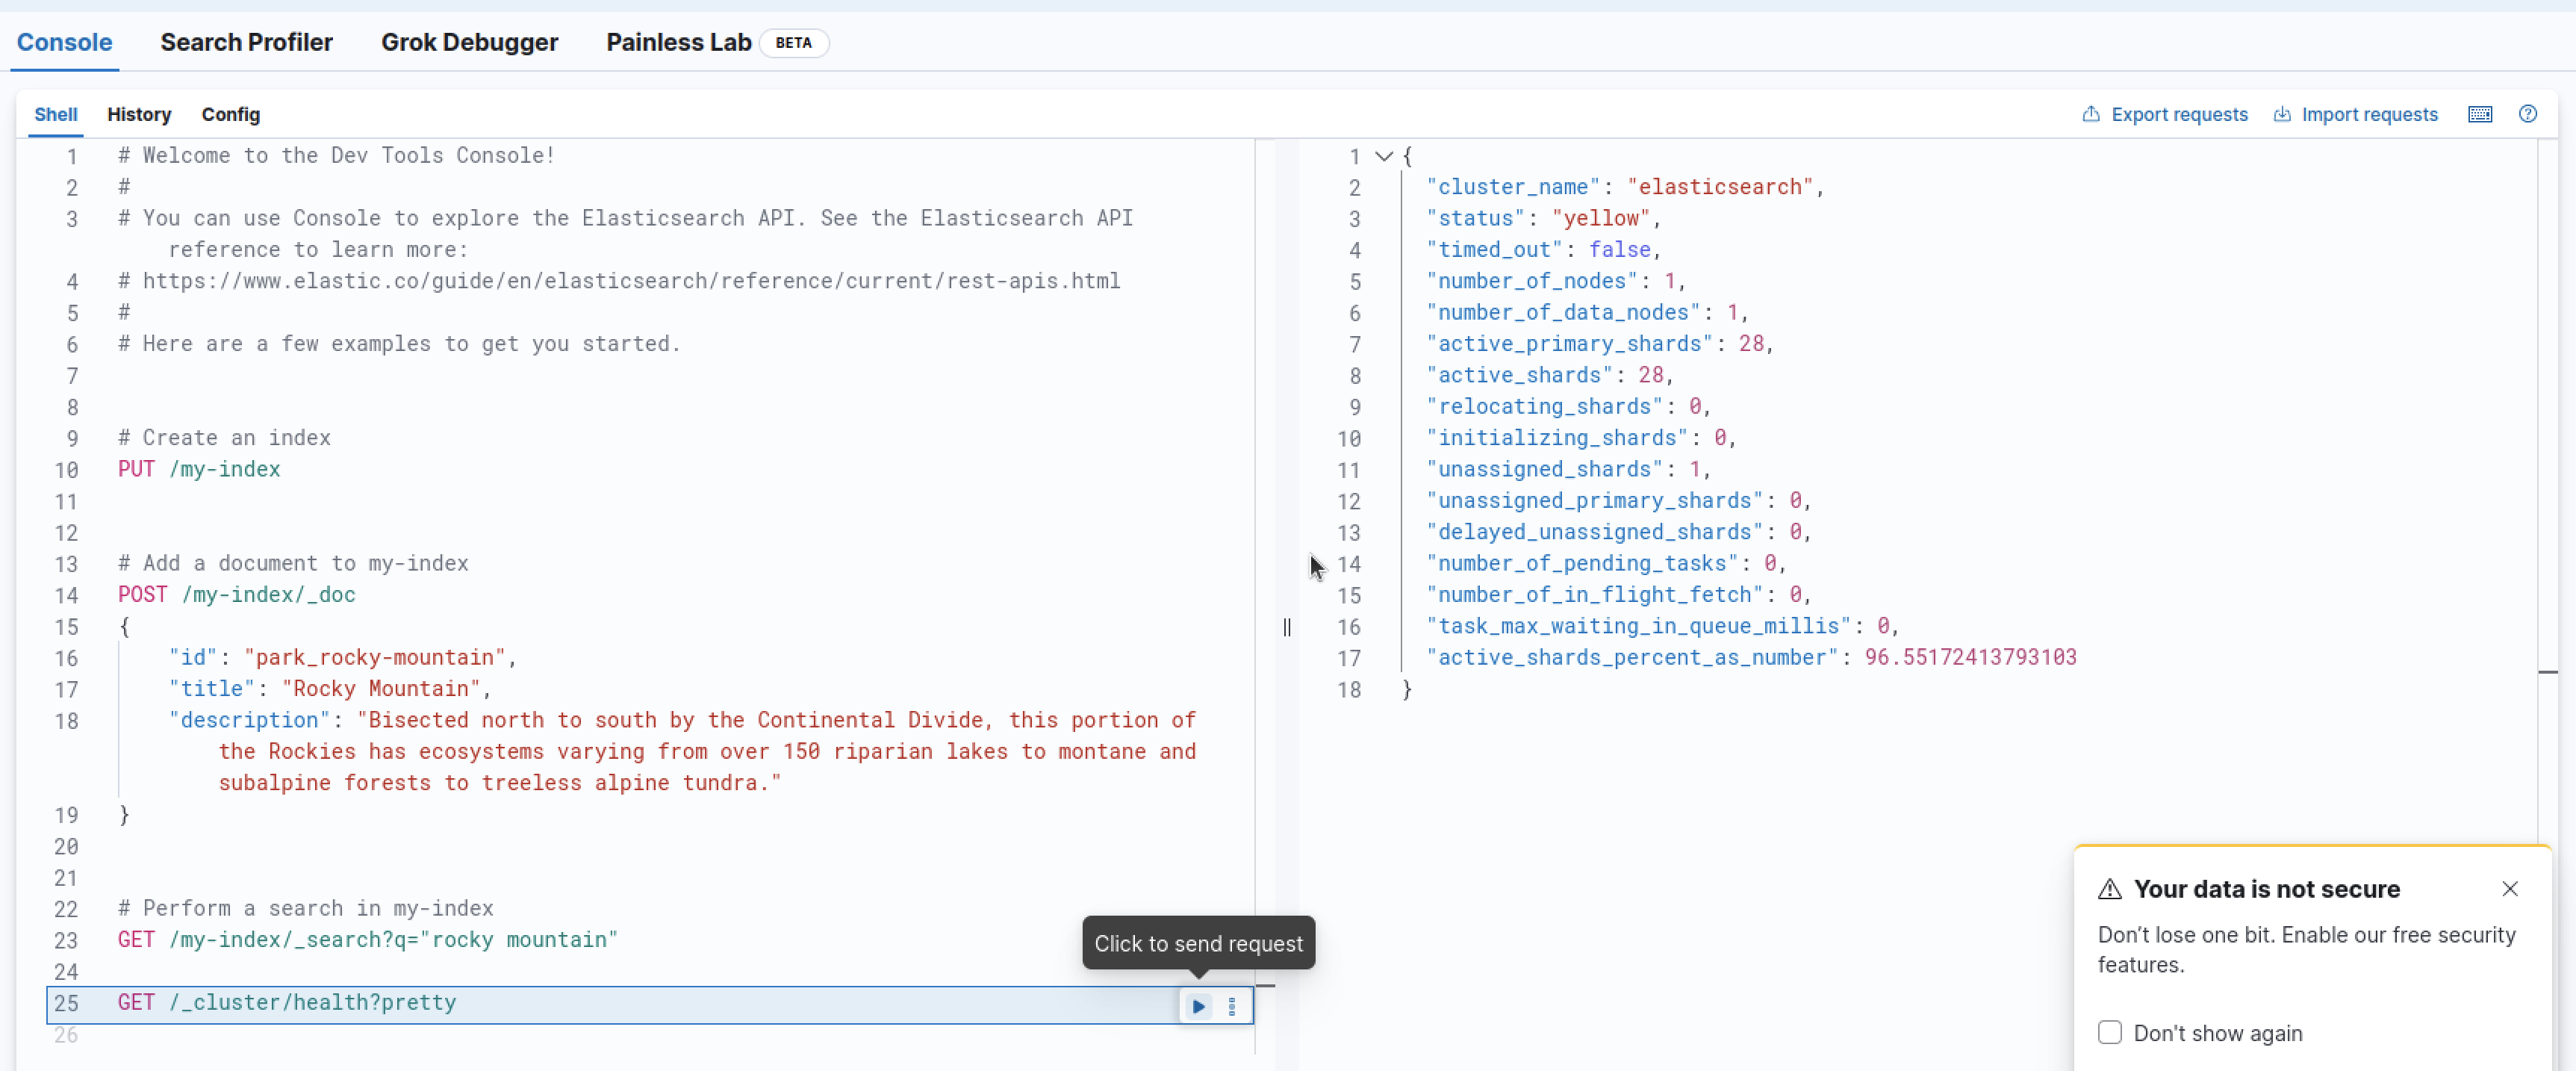 Console Search Profiler Grok Debugger Painless Lab BETA
Shell History Config Export requests Import requests
1 # Welcome to the Dev Tools Console!
2 #
3 # You can use Console to explore the Elasticsearch API. See the Elasticsearch API
reference to learn more:
4 # https://www.elastic.co/guide/en/elasticsearch/reference/current/rest-apis.html
5 #
6 # Here are a few examples to get you started.
7
8
9 # Create an index
10 PUT /my-index
11
12
13 # Add a document to my-index
14 POST /my-index/_doc
15 {
16 "id": "park_rocky-mountain",
17 "title": "Rocky Mountain",
18 "description": "Bisected north to south by the Continental Divide, this portion of
the Rockies has ecosystems varying from over 150 riparian lakes to montane and
subalpine forests to treeless alpine tundra."
19 }
20
21
22 # Perform a search in my-index
23 GET /my-index/_search?q="rocky mountain"
24
Click to send request
25 GET /_cluster/health?pretty
26
1 {
2 "cluster_name": "elasticsearch",
3 "status": "yellow",
4 "timed_out": false,
5 "number_of_nodes": 1,
6 "number_of_data_nodes": 1,
7 "active_primary_shards": 28,
8 "active_shards": 28,
9 "relocating_shards": 0,
10 "initializing_shards": 0,
11 "unassigned_shards": 1,
12 "unassigned_primary_shards": 0,
13 "delayed_unassigned_shards": 0,
14 "number_of_pending_tasks": 0,
15 "number_of_in_flight_fetch": 0,
16 "task_max_waiting_in_queue_millis": 0,
17 "active_shards_percent_as_number": 96.55172413793103
18 }
Your data is not secure
Don’t lose one bit. Enable our free security
features.
Don't show again